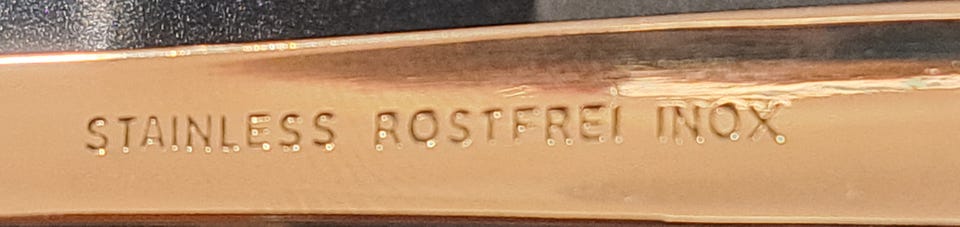 STAINLESS ROSTFREI INOX